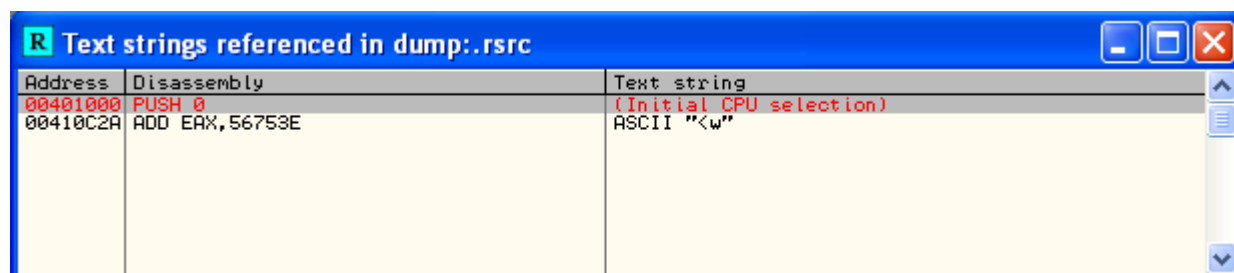 R Text strings referenced in dump:.rsrc
Address Disassembly Text string
00401000 PUSH 0 (Initial CPU selection)
00410C2A ADD EAX,56753E ASCII "<w"